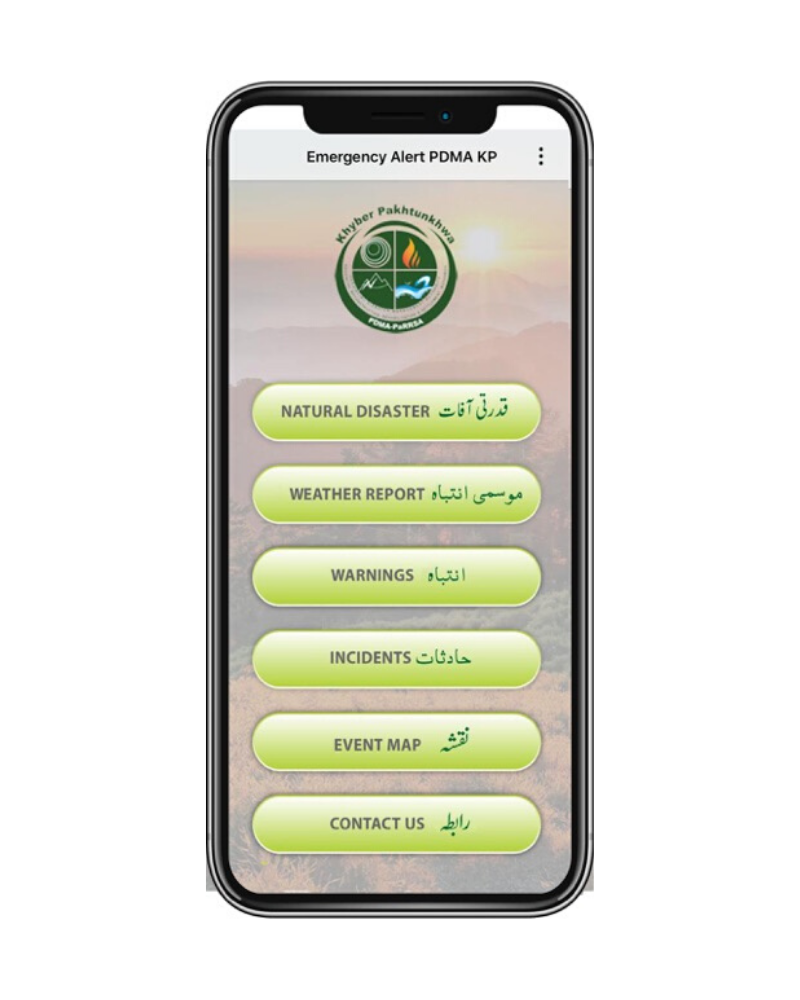 Emergency Alert PDMA KP
Khyber Pakhtunkhwa
PDMA-PaRRSA
NATURAL DISASTER قدرتی آفات
WEATHER REPORT موسمی انتباہ
WARNINGS انتباہ
INCIDENTS حادثات
EVENT MAP نقشہ
CONTACT US رابطہ